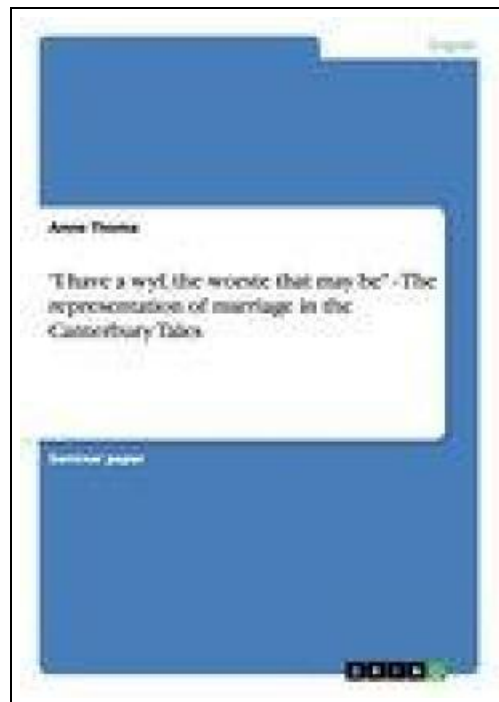 Anne Thoma
"I have a wyf, the worste that may be" - The
representation of marriage in the
Canterbury Tales
Seminar paper
GRIN